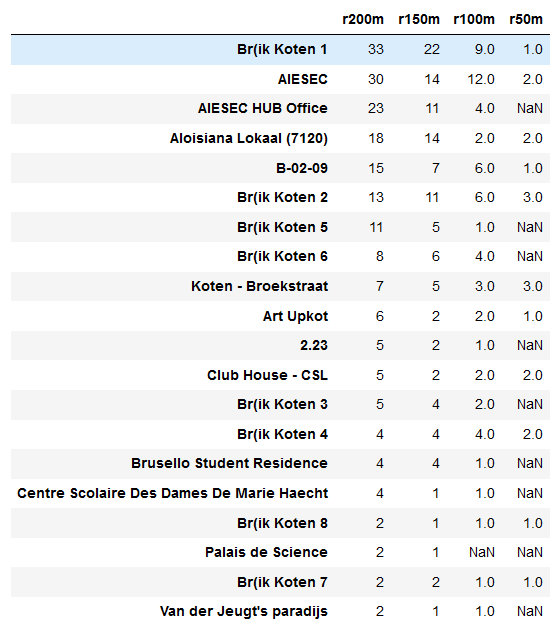 r200m r150m r100m r50m
Br(ik Koten 1 33 22 9.0 1.0
AIESEC 30 14 12.0 2.0
AIESEC HUB Office 23 11 4.0 NaN
Aloisiana Lokaal (7120) 18 14 2.0 2.0
B-02-09 15 7 6.0 1.0
Br(ik Koten 2 13 11 6.0 3.0
Br(ik Koten 5 11 5 1.0 NaN
Br(ik Koten 6 8 6 4.0 NaN
Koten - Broekstraat 7 5 3.0 3.0
Art Upkot 6 2 2.0 1.0
2.23 5 2 1.0 NaN
Club House - CSL 5 2 2.0 2.0
Br(ik Koten 3 5 4 2.0 NaN
Br(ik Koten 4 4 4 4.0 2.0
Brusello Student Residence 4 4 1.0 NaN
Centre Scolaire Des Dames De Marie Haecht 4 1 1.0 NaN
Br(ik Koten 8 2 1 1.0 1.0
Palais de Science 2 1 NaN NaN
Br(ik Koten 7 2 2 1.0 1.0
Van der Jeugt's paradijs 2 1 1.0 NaN